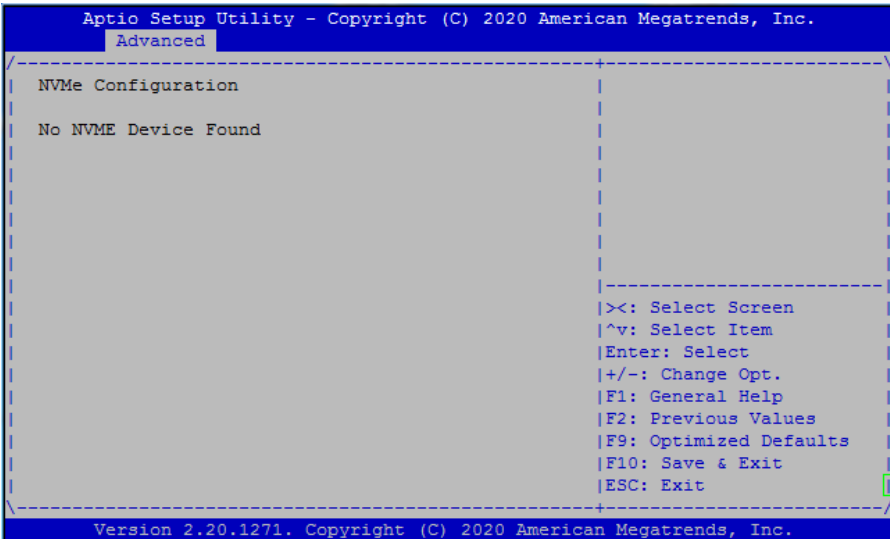 Aptio Setup Utility - Copyright (C) 2020 American Megatrends, Inc.
Advanced
NVMe Configuration
No NVME Device Found
><: Select Screen
^v: Select Item
Enter: Select
+/-: Change Opt.
F1: General Help
F2: Previous Values
F9: Optimized Defaults
F10: Save & Exit
ESC: Exit
Version 2.20.1271. Copyright (C) 2020 American Megatrends, Inc.